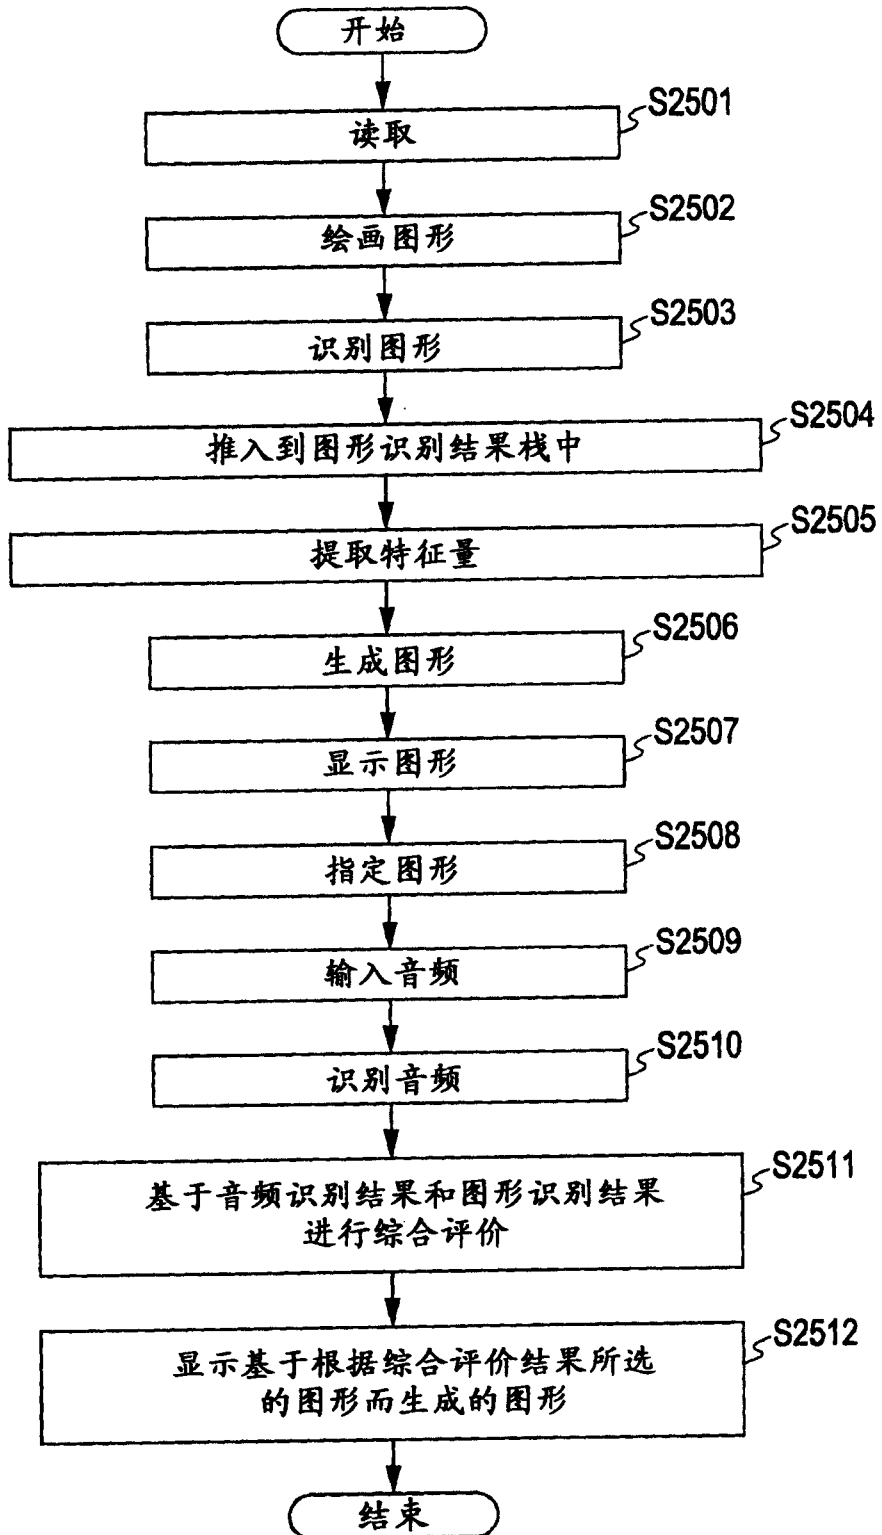 开始
S2501
读取
S2502
绘画图形
S2503
识别图形
S2504
推入到图形识别结果栈中
S2505
提取特征量
S2506
生成图形
S2507
显示图形
S2508
指定图形
S2509
输入音频
S2510
识别音频
S2511
基于音频识别结果和图形识别结果
进行综合评价
S2512
显示基于根据综合评价结果所选
的图形而生成的图形
结束